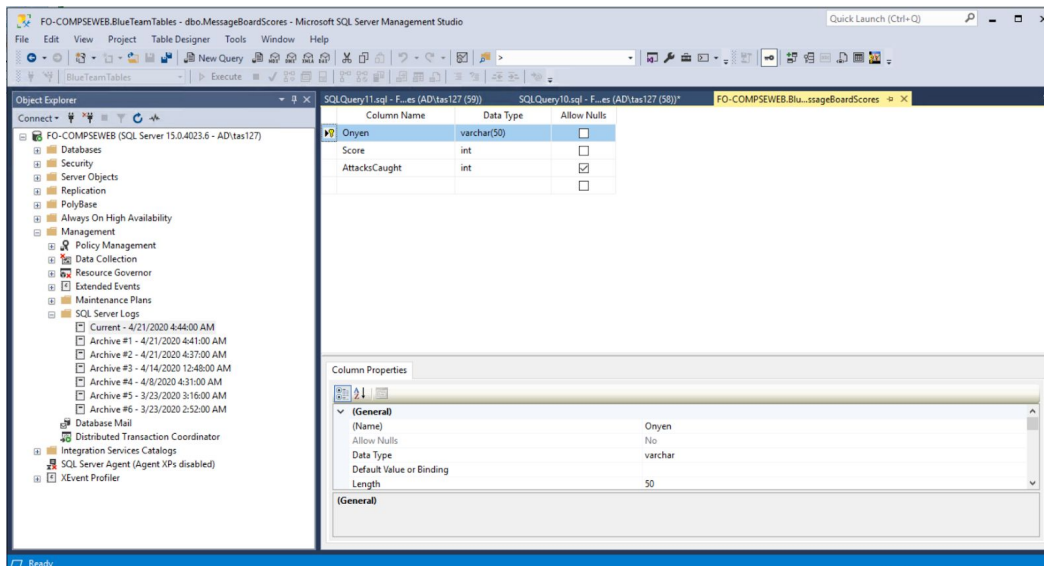 FO-COMPSEWEB.BlueTeamTables - dbo.MessageBoardScores - Microsoft SQL Server Management Studio
Quick Launch (Ctrl+Q)
File Edit View Project Table Designer Tools Window Help
New Query
BlueTeamTables Execute
Object Explorer
SQLQuery11.sql - F...es (AD\tas127 (59)) SQLQuery10.sql - F...es (AD\tas127 (58))* FO-COMPSEWEB.Blu...ssageBoardScores
Connect
FO-COMPSEWEB (SQL Server 15.0.4023.6 - AD\tas127)
Databases
Security
Server Objects
Replication
PolyBase
Always On High Availability
Management
Policy Management
Data Collection
Resource Governor
Extended Events
Maintenance Plans
SQL Server Logs
Current - 4/21/2020 4:44:00 AM
Archive #1 - 4/21/2020 4:41:00 AM
Archive #2 - 4/21/2020 4:37:00 AM
Archive #3 - 4/14/2020 12:48:00 AM
Archive #4 - 4/8/2020 4:31:00 AM
Archive #5 - 3/23/2020 3:16:00 AM
Archive #6 - 3/23/2020 2:52:00 AM
Database Mail
Distributed Transaction Coordinator
Integration Services Catalogs
SQL Server Agent (Agent XPs disabled)
XEvent Profiler
Column Name Data Type Allow Nulls
Onyen varchar(50)
Score int
AttacksCaught int
Column Properties
(General)
(Name) Onyen
Allow Nulls No
Data Type varchar
Default Value or Binding
Length 50
(General)
Ready